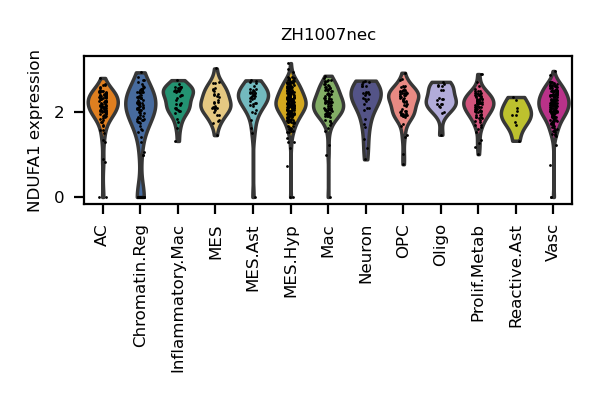 ZH1007nec
NDUFA1 expression
2
0
AC
Chromatin.Reg
Inflammatory.Mac
MES
MES.Ast
MES.Hyp
Mac
Neuron
OPC
Oligo
Prolif.Metab
Reactive.Ast
Vasc